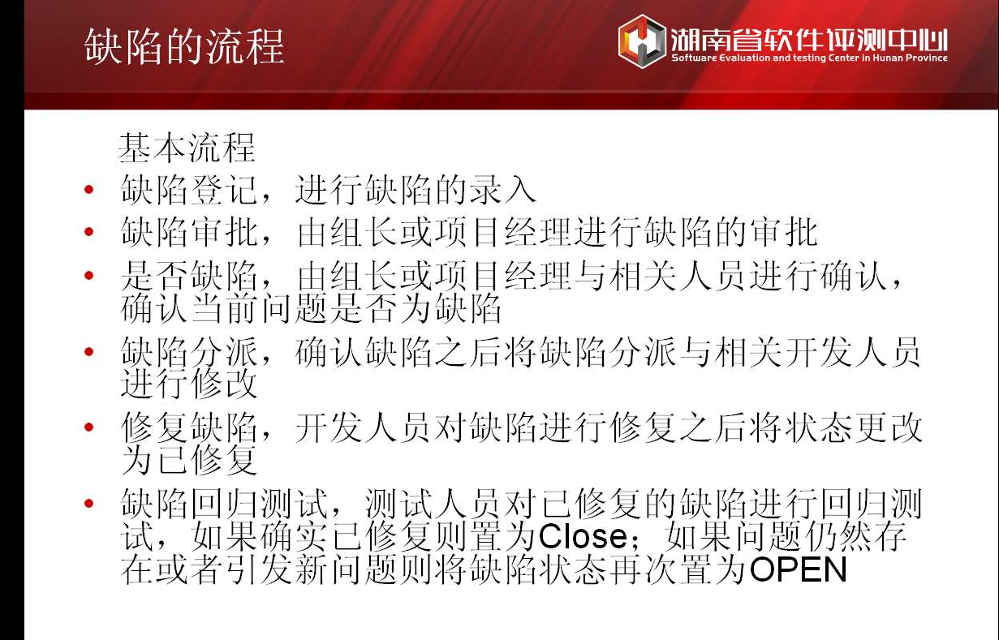 缺陷的流程
湖南省软件评测中心
Software Evaluation and testing Center in Hunan Province
基本流程
• 缺陷登记，进行缺陷的录入
• 缺陷审批，由组长或项目经理进行缺陷的审批
• 是否缺陷，由组长或项目经理与相关人员进行确认，
确认当前问题是否为缺陷
• 缺陷分派，确认缺陷之后将缺陷分派与相关开发人员
进行修改
• 修复缺陷，开发人员对缺陷进行修复之后将状态更改
为已修复
• 缺陷回归测试，测试人员对已修复的缺陷进行回归测
试，如果确实已修复则置为Close；如果问题仍然存
在或者引发新问题则将缺陷状态再次置为OPEN